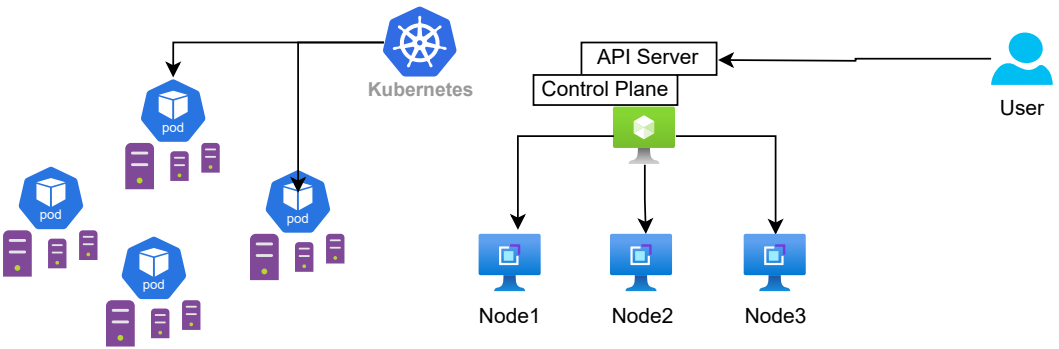 API Server
Kubernetes
Control Plane
User
pod
pod
pod
pod
Node1
Node2
Node3